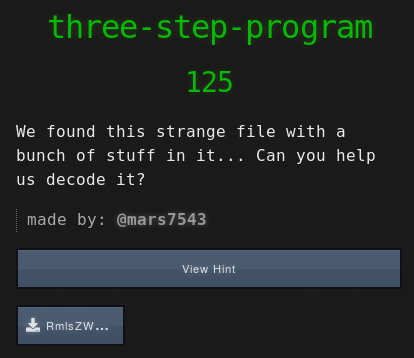 three-step-program
125
We found this strange file with a
bunch of stuff in it... Can you help
us decode it?
made by: @mars7543
View Hint
RmlsZW...